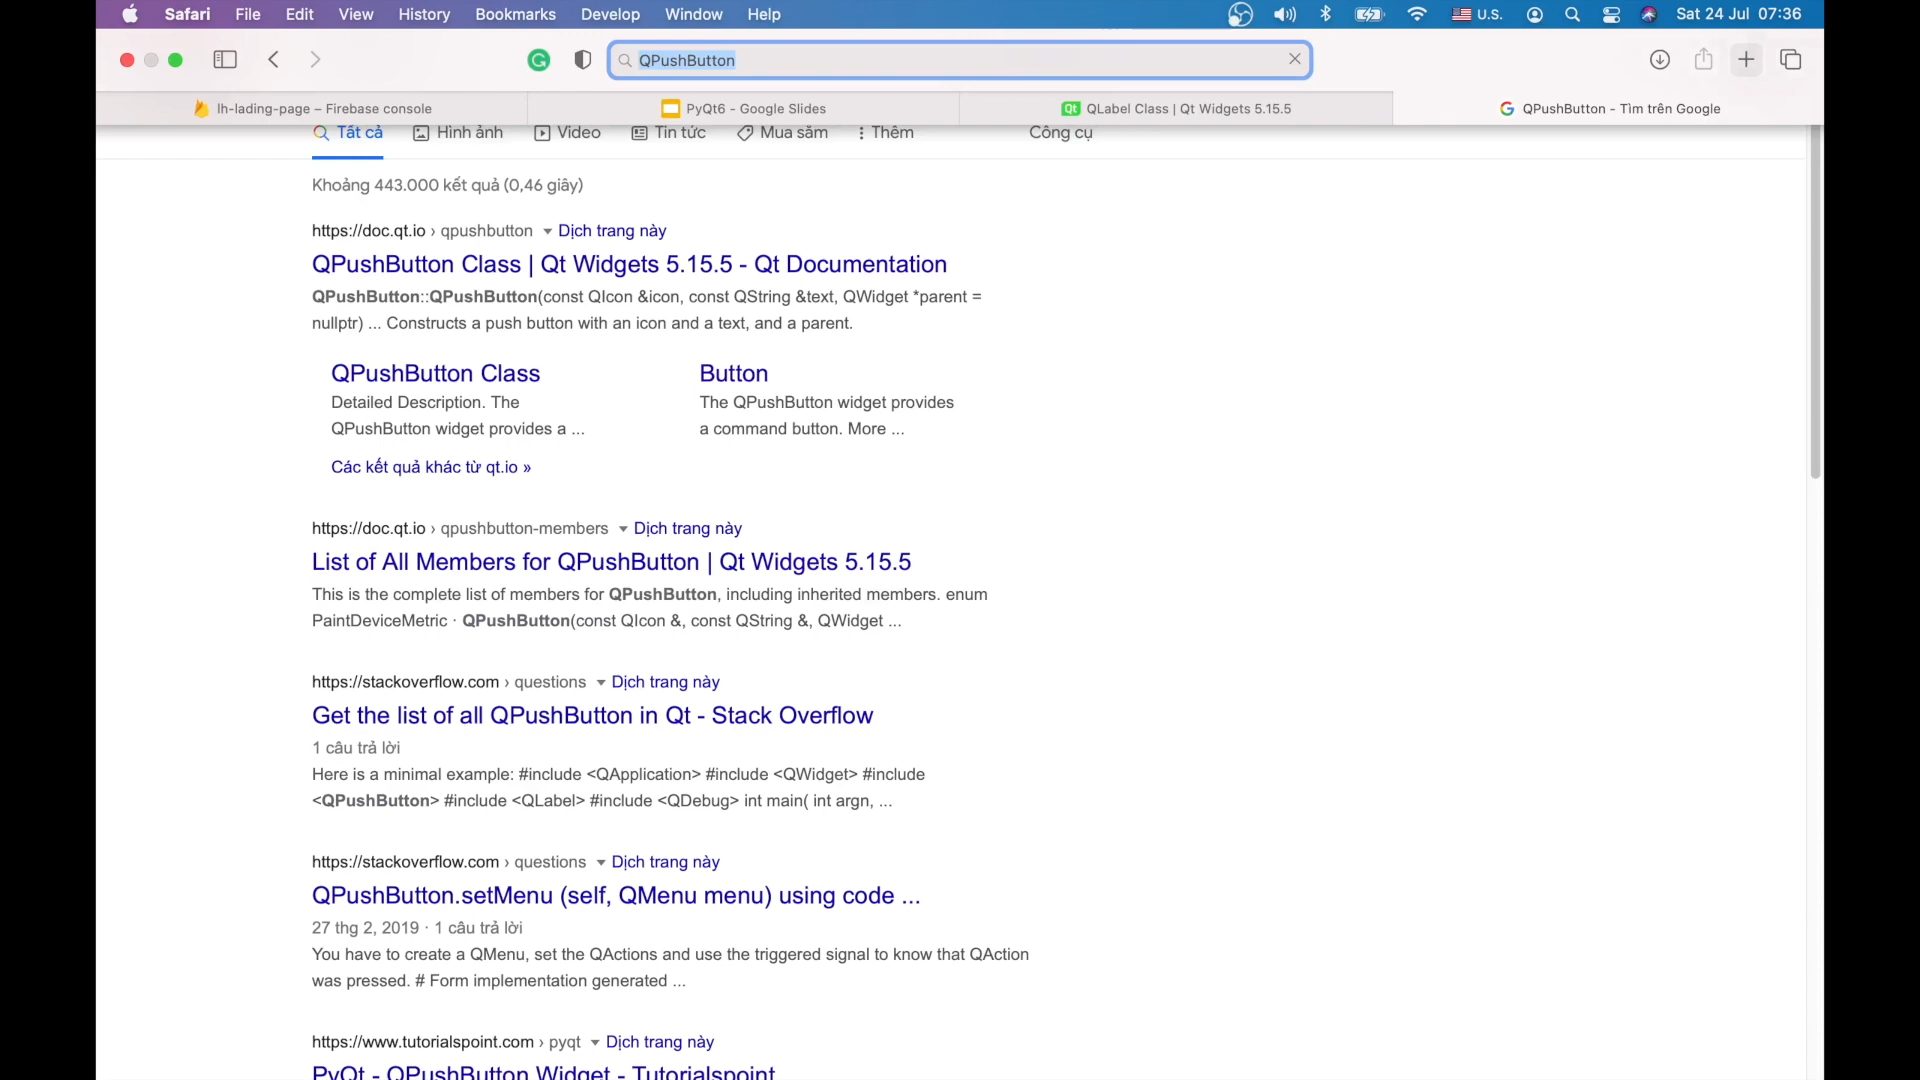 Safari File Edit View History Bookmarks Develop Window Help U.S. Sat 24 Jul 07:36
QPushButton
lh-lading-page – Firebase console PyQt6 - Google Slides QLabel Class | Qt Widgets 5.15.5 QPushButton - Tìm trên Google
Tất cả Hình ảnh Video Tin tức Mua sắm Thêm Công cụ
Khoảng 443.000 kết quả (0,46 giây)
https://doc.qt.io › qpushbutton Dịch trang này
QPushButton Class | Qt Widgets 5.15.5 - Qt Documentation
QPushButton::QPushButton(const QIcon &icon, const QString &text, QWidget *parent =
nullptr) ... Constructs a push button with an icon and a text, and a parent.
QPushButton Class
Detailed Description. The
QPushButton widget provides a ...
Button
The QPushButton widget provides
a command button. More ...
Các kết quả khác từ qt.io »
https://doc.qt.io › qpushbutton-members Dịch trang này
List of All Members for QPushButton | Qt Widgets 5.15.5
This is the complete list of members for QPushButton, including inherited members. enum
PaintDeviceMetric · QPushButton(const QIcon &, const QString &, QWidget ...
https://stackoverflow.com › questions Dịch trang này
Get the list of all QPushButton in Qt - Stack Overflow
1 câu trả lời
Here is a minimal example: #include <QApplication> #include <QWidget> #include
<QPushButton> #include <QLabel> #include <QDebug> int main( int argn, ...
https://stackoverflow.com › questions Dịch trang này
QPushButton.setMenu (self, QMenu menu) using code ...
27 thg 2, 2019 · 1 câu trả lời
You have to create a QMenu, set the QActions and use the triggered signal to know that QAction
was pressed. # Form implementation generated ...
https://www.tutorialspoint.com › pyqt Dịch trang này
PyQt - QPushButton Widget - Tutorialspoint